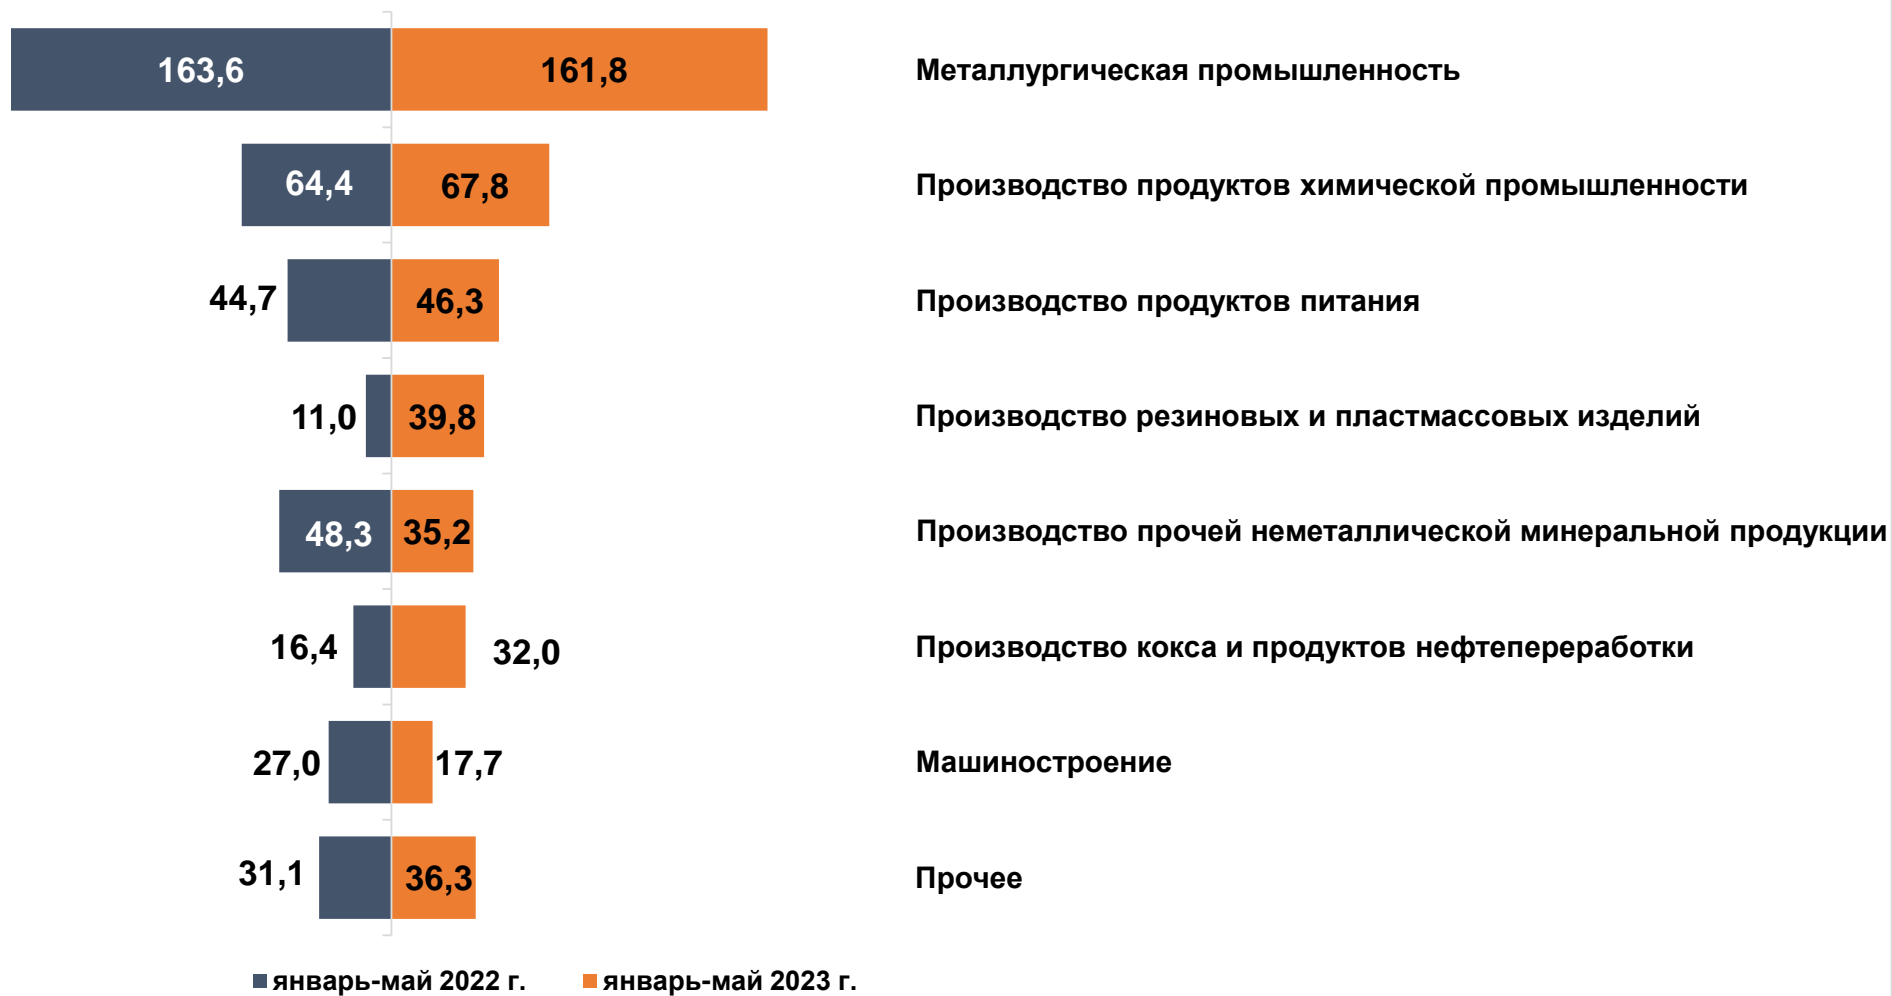 163,6 161,8 Металлургическая промышленность
64,4 67,8 Производство продуктов химической промышленности
44,7 46,3 Производство продуктов питания
11,0 39,8 Производство резиновых и пластмассовых изделий
48,3 35,2 Производство прочей неметаллической минеральной продукции
16,4 32,0 Производство кокса и продуктов нефтепереработки
27,0 17,7 Машиностроение
31,1 36,3 Прочее
январь-май 2022 г. январь-май 2023 г.